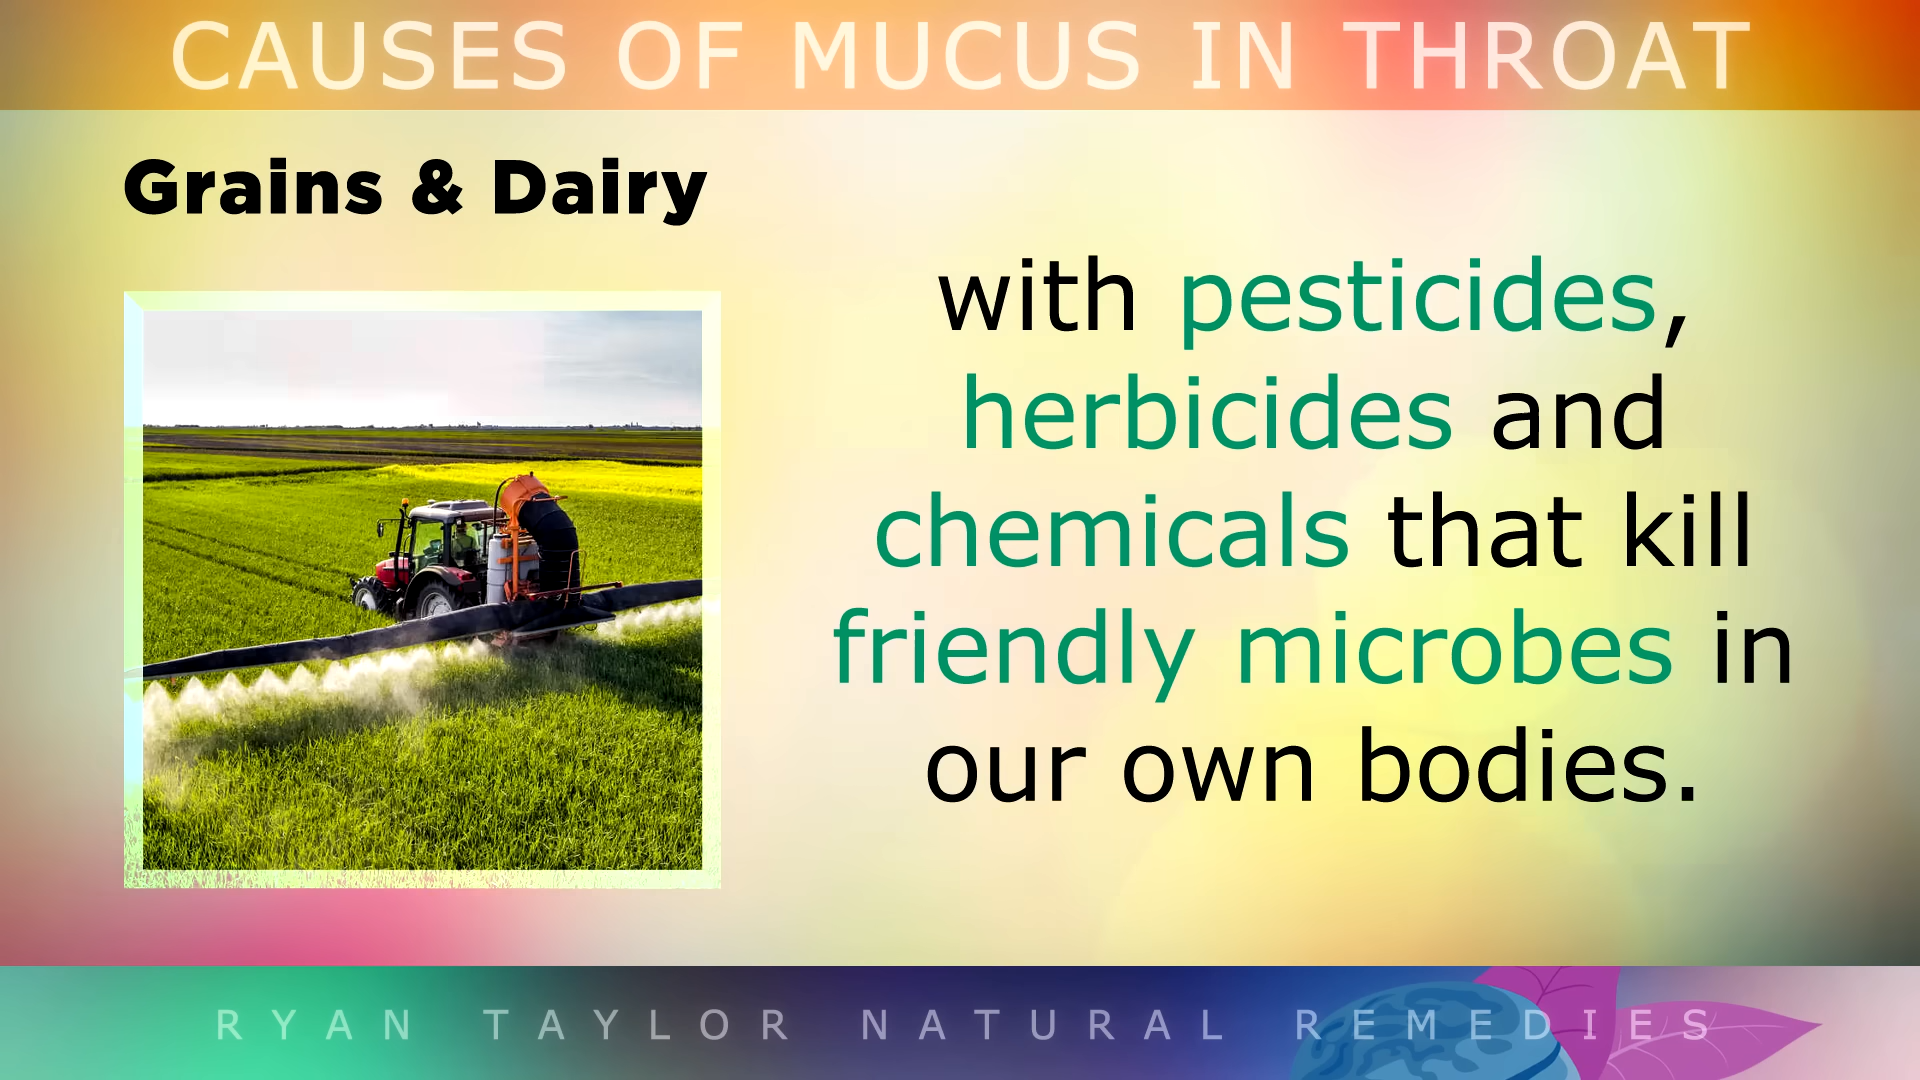 CAUSES OF MUCUS IN THROAT
Grains & Dairy
with pesticides,
herbicides and
chemicals that kill
friendly microbes in
our own bodies.
RYAN TAYLOR NATURAL REMEDIES